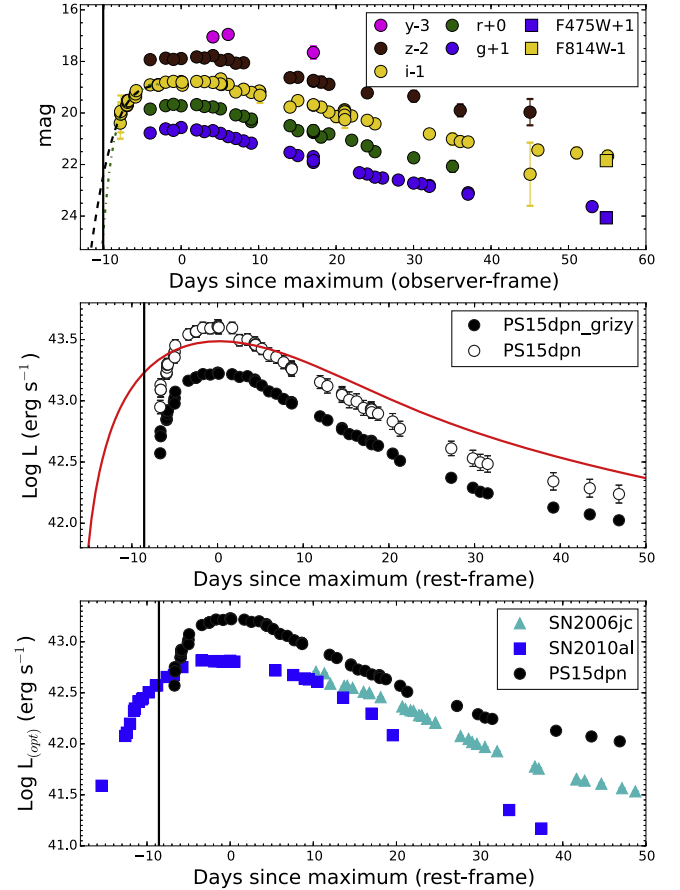 16
18
20
22
24
mag
y-3
z-2
i-1
r+0
g+1
F475W+1
F814W-1
−10
0
10
20
30
40
50
60
Days since maximum (observer-frame)
43.5
43.0
42.5
42.0
Log L (erg s⁻¹)
PS15dpn_grizy
PS15dpn
−10
0
10
20
30
40
50
Days since maximum (rest-frame)
43.0
42.5
42.0
41.5
41.0
Log L(opt) (erg s⁻¹)
SN2006jc
SN2010al
PS15dpn
−10
0
10
20
30
40
50
Days since maximum (rest-frame)